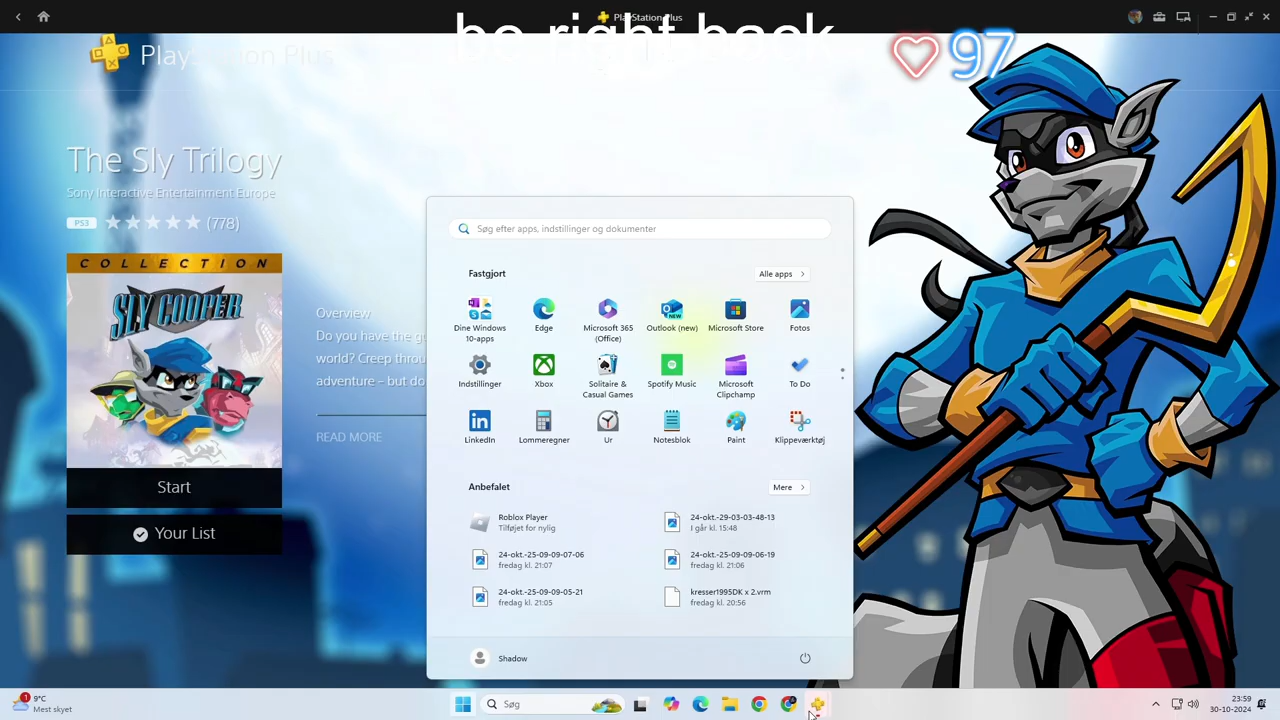 PlayStation Plus
be right back
97
PlayStation Plus
The Sly Trilogy
Sony Interactive Entertainment Europe
PS3
(778)
COLLECTION
SLY COOPER
Start
Your List
Overview
Do you have the
world? Creep
adventure – but do
READ MORE
Søg efter apps, indstillinger og dokumenter
Fastgjort
Alle apps
Dine Windows
10-apps
Edge
Microsoft 365
(Office)
Outlook (new)
Microsoft Store
Fotos
Indstillinger
Xbox
Solitaire &
Casual Games
Spotify Music
Microsoft
Clipchamp
To Do
LinkedIn
Lommeregner
Ur
Notesblok
Paint
Klippeværktøj
Anbefalet
Mere
Roblox Player
Tilføjet for nylig
24-okt.-29-03-03-48-13
I går kl. 15:48
24-okt.-25-09-09-07-06
fredag kl. 21:07
24-okt.-25-09-09-06-19
fredag kl. 21:06
24-okt.-25-09-09-05-21
fredag kl. 21:05
kresser1995DK x 2.vrm
fredag kl. 20:56
Shadow
1
9°C
Mest skyet
Søg
23:59
30-10-2024